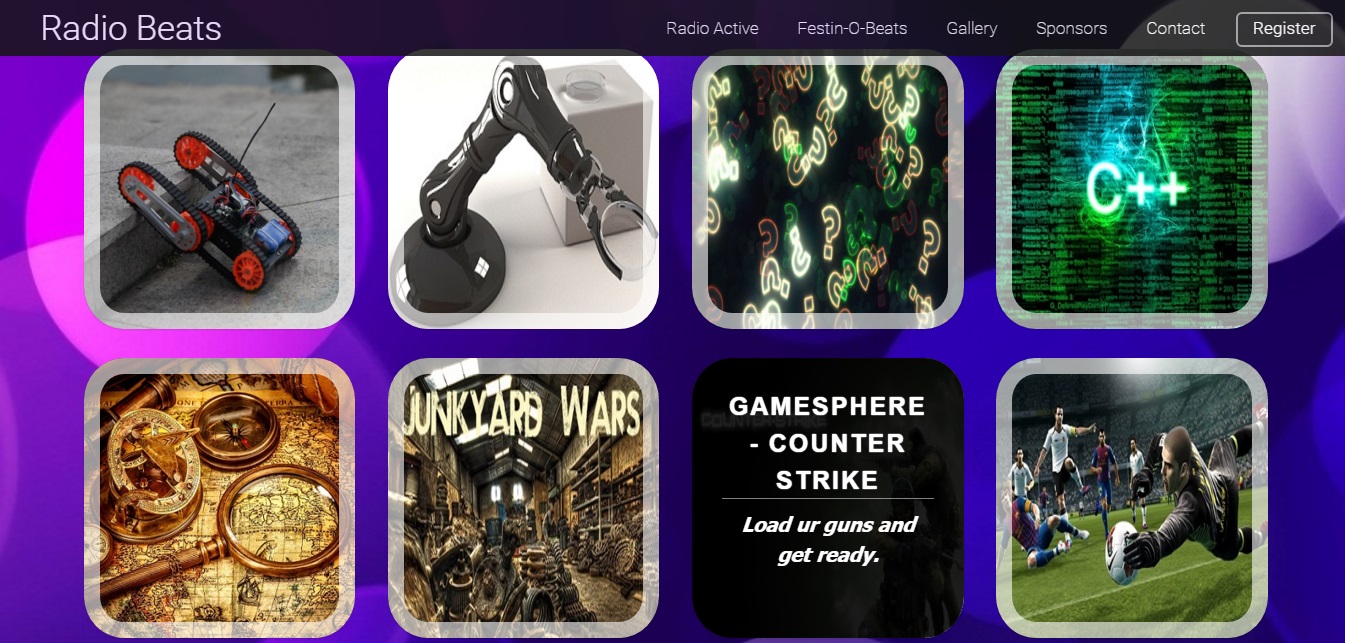 Radio Beats
Radio Active
Festin-O-Beats
Gallery
Sponsors
Contact
Register
C++
JUNKYARD WARS
GAMESPHERE
- COUNTER
STRIKE
Load ur guns and
get ready.